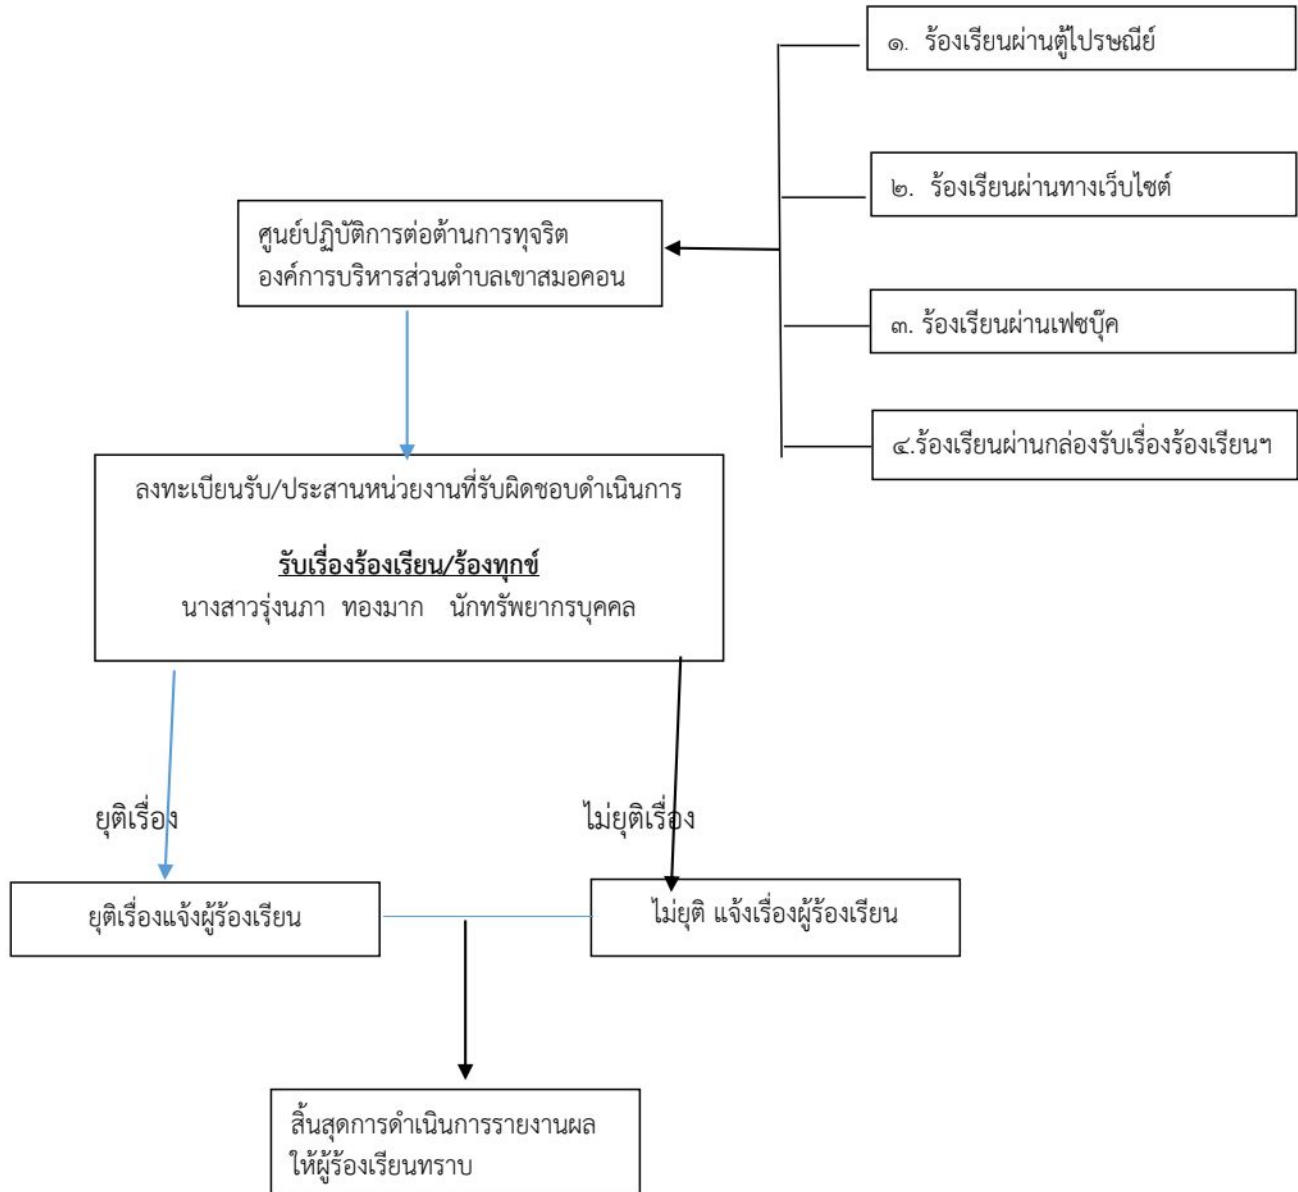 ๑. ร้องเรียนผ่านตู้ไปรษณีย์
๒. ร้องเรียนผ่านทางเว็บไซต์
ศูนย์ปฏิบัติการต่อต้านการทุจริต
องค์การบริหารส่วนตำบลเขาสมอคอน
๓. ร้องเรียนผ่านเฟซบุ๊ค
๔.ร้องเรียนผ่านกล่องรับเรื่องร้องเรียนฯ
ลงทะเบียนรับ/ประสานหน่วยงานที่รับผิดชอบดำเนินการ
รับเรื่องร้องเรียน/ร้องทุกข์
นางสาวรุ่งนภา ทองมาก นักทรัพยากรบุคคล
ยุติเรื่อง
ไม่ยุติเรื่อง
ยุติเรื่องแจ้งผู้ร้องเรียน
ไม่ยุติ แจ้งเรื่องผู้ร้องเรียน
สิ้นสุดการดำเนินการรายงานผล
ให้ผู้ร้องเรียนทราบ